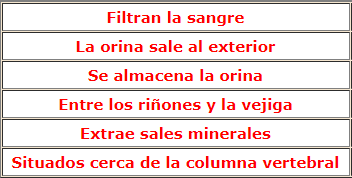 Filtran la sangre
La orina sale al exterior
Se almacena la orina
Entre los riñones y la vejiga
Extrae sales minerales
Situados cerca de la columna vertebral